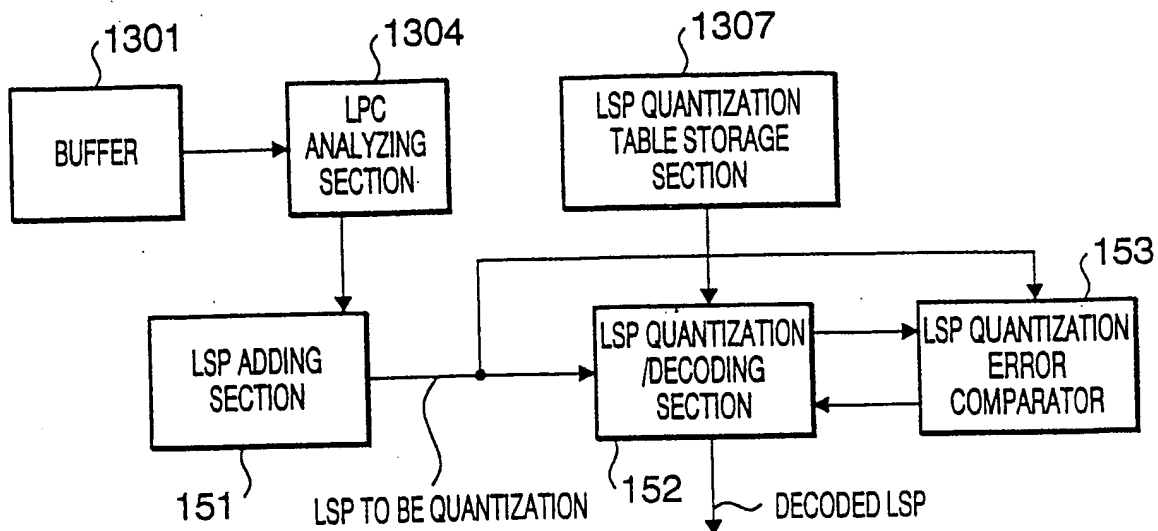 1301
1304
1307
BUFFER
LPC
ANALYZING
SECTION
LSP QUANTIZATION
TABLE STORAGE
SECTION
153
LSP ADDING
SECTION
LSP QUANTIZATION
/DECODING
SECTION
LSP QUANTIZATION
ERROR
COMPARATOR
151
LSP TO BE QUANTIZATION
152
DECODED LSP